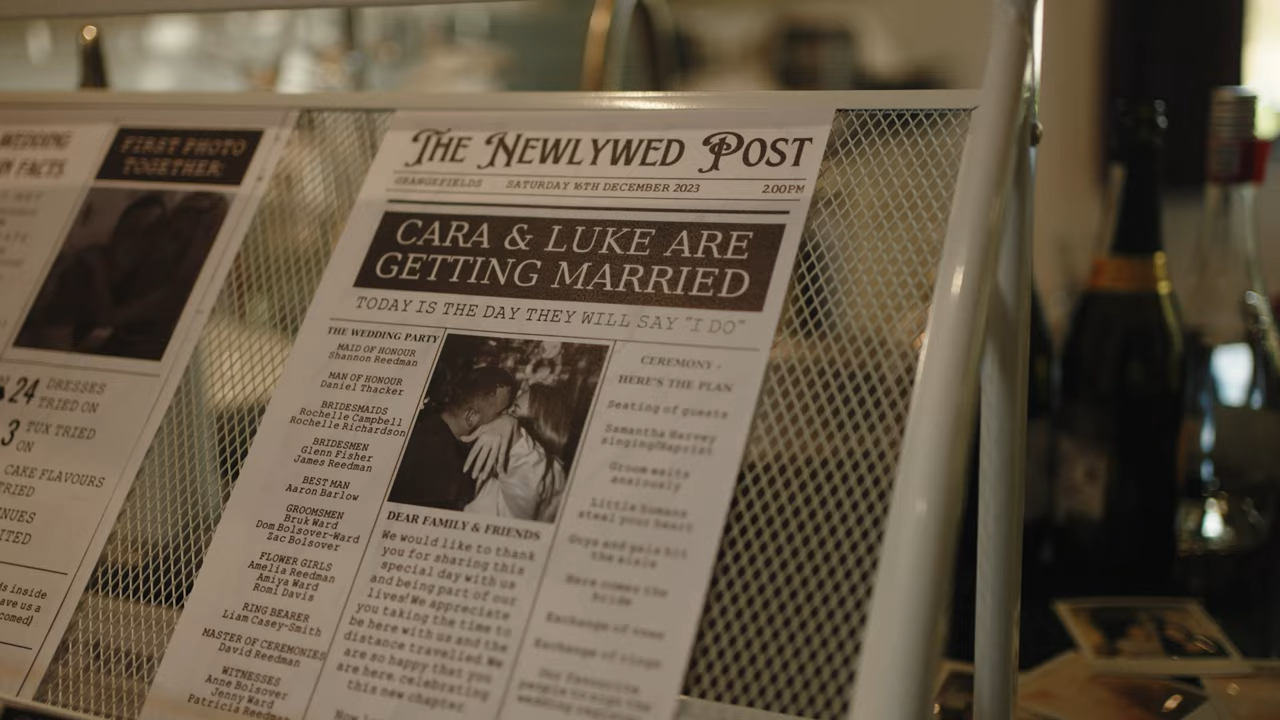 WEDDING
IN FACTS
FIRST PHOTO
TOGETHER:
24 DRESSES
TRIED ON
3 TUX TRIED
ON
CAKE FLAVOURS
TRIED
THE NEWLYWED POST
GRANGEFIELDS SATURDAY 16TH DECEMBER 2023 2.00PM
CARA & LUKE ARE
GETTING MARRIED
TODAY IS THE DAY THEY WILL SAY "I DO"
THE WEDDING PARTY
MAID OF HONOUR
Shannon Reedman
MAN OF HONOUR
Daniel Thacker
BRIDESMAIDS
Rochelle Campbell
Rochelle Richardson
BRIDESMEN
Glenn Fisher
James Reedman
BEST MAN
Aaron Barlow
GROOMSMEN
Bruk Ward
Dom Bolsover-Ward
Zac Bolsover
FLOWER GIRLS
Amelia Reedman
Amiya Ward
Romi Davis
RING BEARER
Liam Casey-Smith
MASTER OF CEREMONIES
David Reedman
WITNESSES
Anne Bolsover
Jenny Ward
Patricia Reedman
DEAR FAMILY & FRIENDS
We would like to thank
you for sharing this
special day with us
and being part of our
lives! We appreciate
you taking the time to
be here with us and the
distance travelled. We
are so happy that you
are here, celebrating
this new chapter.
CEREMONY -
HERE'S THE PLAN
Seating of guests
Samantha Harvey
singing
Groom waits
anxiously
Little humans
steal your heart
Guys and gals hit
the aisle
Here comes the
bride
Exchange of vows
Exchange of rings